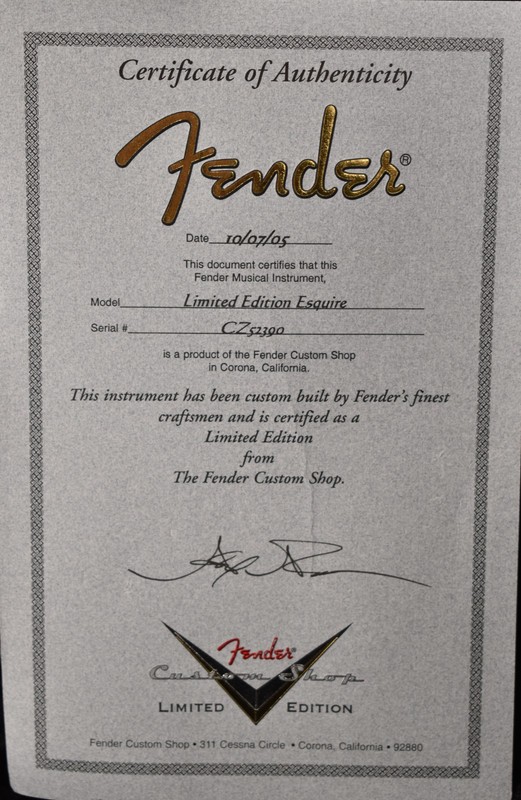 Certificate of Authenticity
Fender®
Date 10/07/05
This document certifies that this
Fender Musical Instrument,
Model Limited Edition Esquire
Serial # CZ52390
is a product of the Fender Custom Shop
in Corona, California.
This instrument has been custom built by Fender's finest
craftsmen and is certified as a
Limited Edition
from
The Fender Custom Shop.
Fender
Custom Shop
LIMITED EDITION
Fender Custom Shop • 311 Cessna Circle • Corona, California • 92880